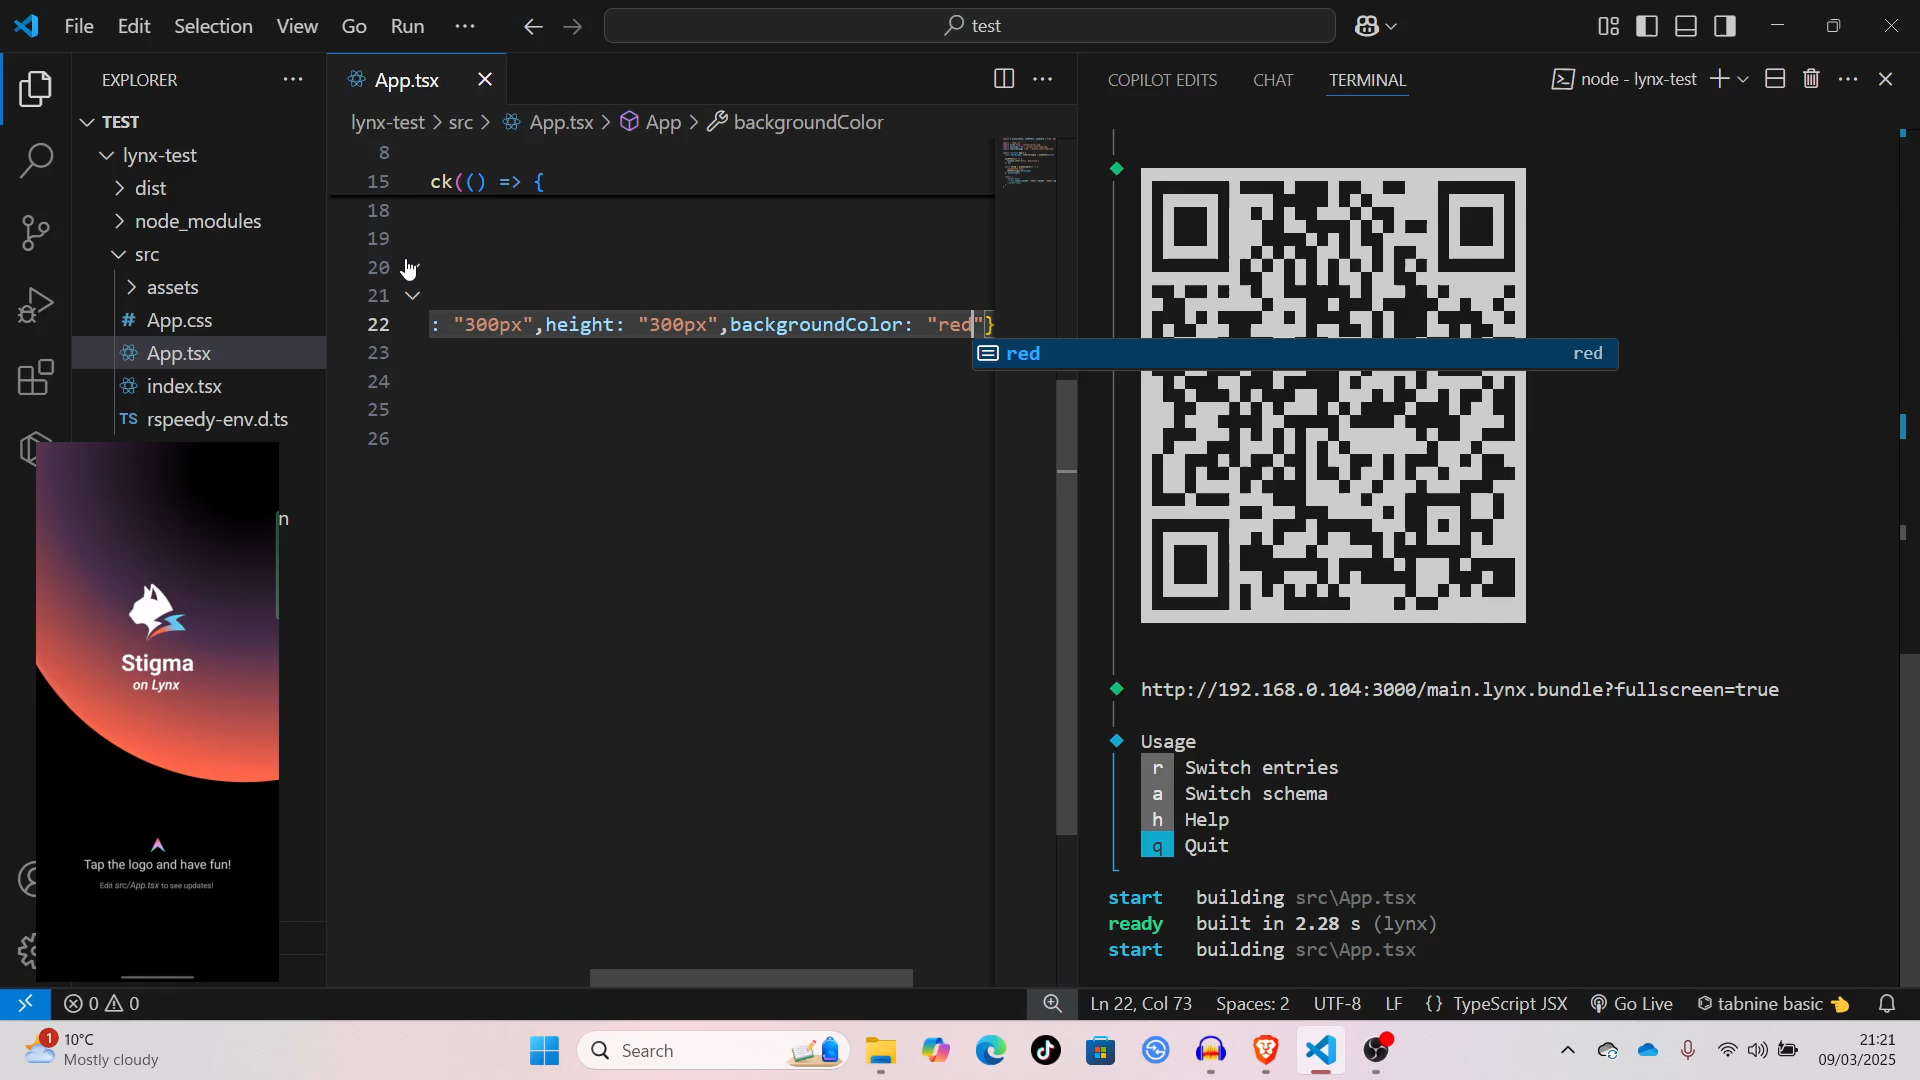 File Edit Selection View Go Run ···
test
EXPLORER ···
App.tsx
COPILOT EDITS CHAT TERMINAL node - lynx-test
TEST
lynx-test > src > App.tsx > App > backgroundColor
lynx-test
dist
node_modules
src
assets
# App.css
App.tsx
index.tsx
TS rspeedy-env.d.ts
n
8
15 ck(() => {
18
19
20
21
22 : "300px",height: "300px",backgroundColor: "red"}
red red
23
24
25
26
Stigma
on Lynx
Tap the logo and have fun!
Edit src/App.tsx to see updates!
http://192.168.0.104:3000/main.lynx.bundle?fullscreen=true
Usage
r Switch entries
a Switch schema
h Help
q Quit
start building src\App.tsx
ready built in 2.28 s (lynx)
start building src\App.tsx
0 0 Ln 22, Col 73 Spaces: 2 UTF-8 LF {} TypeScript JSX Go Live tabnine basic
1
10°C
Mostly cloudy
Search
21:21
09/03/2025